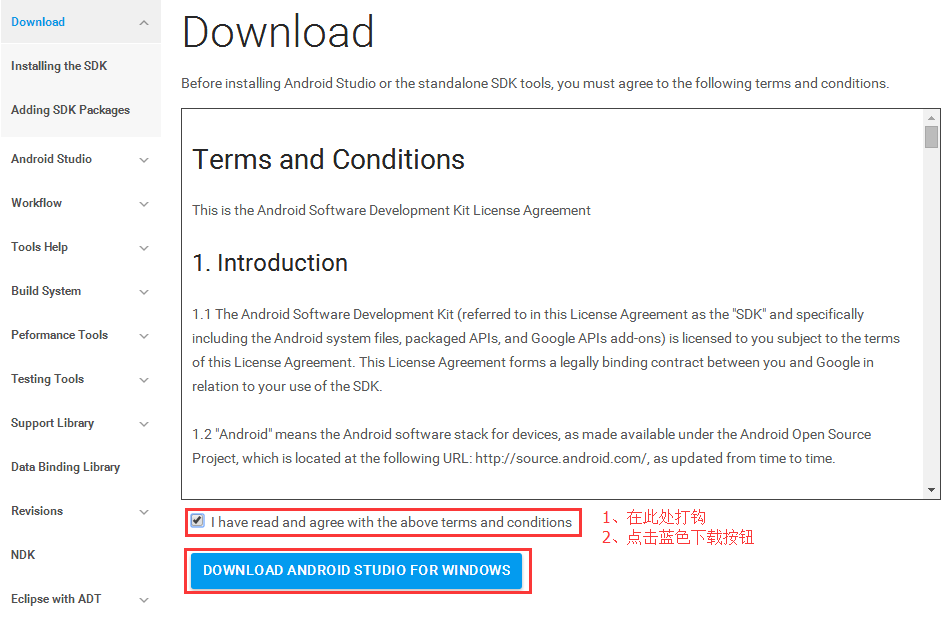 Download
Installing the SDK
Adding SDK Packages
Android Studio
Workflow
Tools Help
Build System
Peformance Tools
Testing Tools
Support Library
Data Binding Library
Revisions
NDK
Eclipse with ADT
Download
Before installing Android Studio or the standalone SDK tools, you must agree to the following terms and conditions.
Terms and Conditions
This is the Android Software Development Kit License Agreement
1. Introduction
1.1 The Android Software Development Kit (referred to in this License Agreement as the "SDK" and specifically
including the Android system files, packaged APIs, and Google APIs add-ons) is licensed to you subject to the terms
of this License Agreement. This License Agreement forms a legally binding contract between you and Google in
relation to your use of the SDK.
1.2 "Android" means the Android software stack for devices, as made available under the Android Open Source
Project, which is located at the following URL: http://source.android.com/, as updated from time to time.
I have read and agree with the above terms and conditions
1、在此处打钩
2、点击蓝色下载按钮
DOWNLOAD ANDROID STUDIO FOR WINDOWS